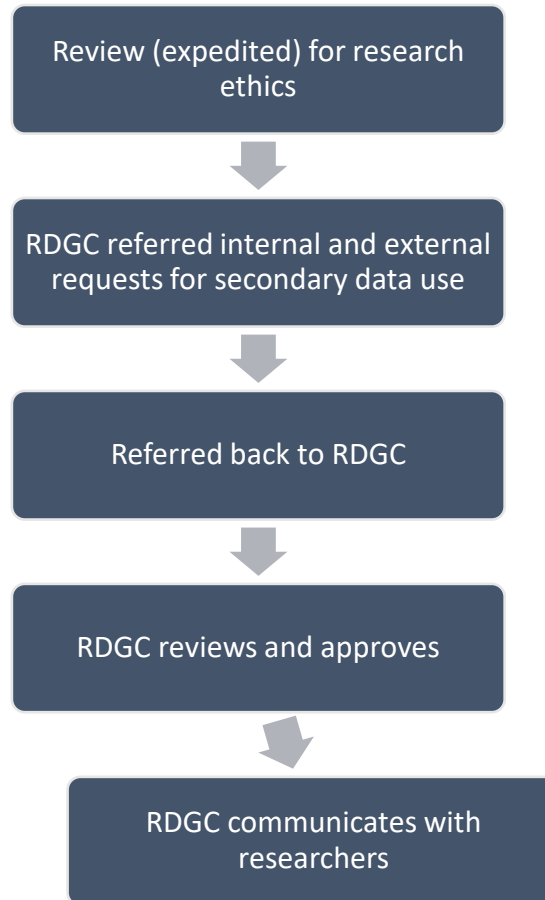 Review (expedited) for research
ethics
RDGC referred internal and external
requests for secondary data use
Referred back to RDGC
RDGC reviews and approves
RDGC communicates with
researchers